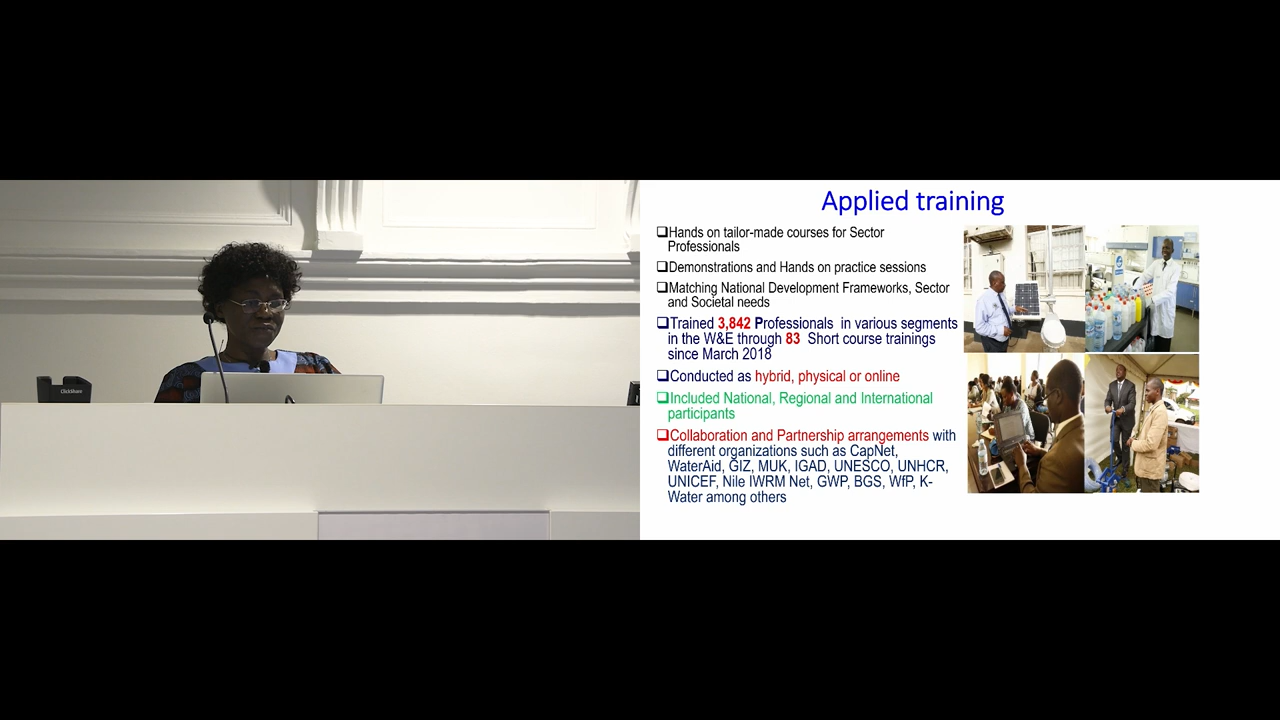 Applied training
❑Hands on tailor-made courses for Sector
Professionals
❑Demonstrations and Hands on practice sessions
❑Matching National Development Frameworks, Sector
and Societal needs
❑Trained 3,842 Professionals in various segments
in the W&E through 83 Short course trainings
since March 2018
❑Conducted as hybrid, physical or online
❑Included National, Regional and International
participants
❑Collaboration and Partnership arrangements with
different organizations such as CapNet,
WaterAid, GIZ, MUK, IGAD, UNESCO, UNHCR,
UNICEF, Nile IWRM Net, GWP, BGS, WfP, K-
Water among others
ClickShare